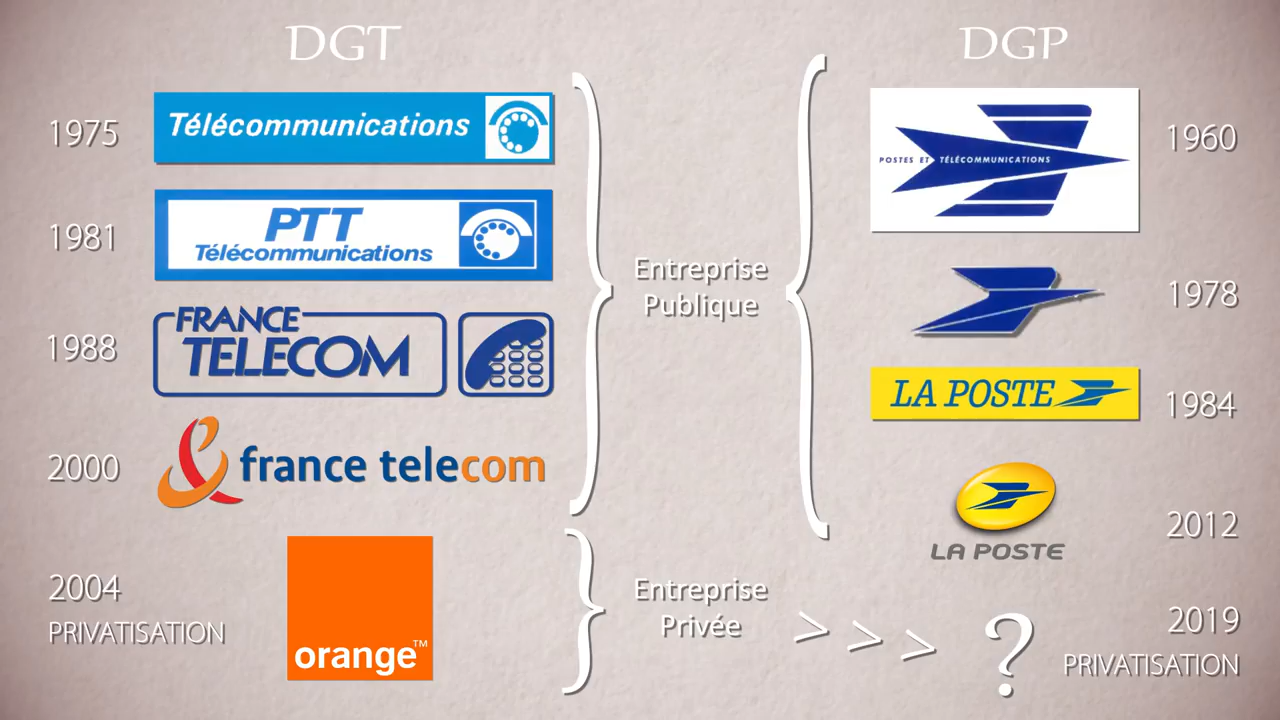 DGT
DGP
1975
Télécommunications
POSTES ET TÉLÉCOMMUNICATIONS
1960
1981
PTT
Télécommunications
Entreprise
Publique
1978
1988
FRANCE
TELECOM
LA POSTE
1984
2000
france telecom
LA POSTE
2012
2004
PRIVATISATION
orange™
Entreprise
Privée
> > >
?
2019
PRIVATISATION